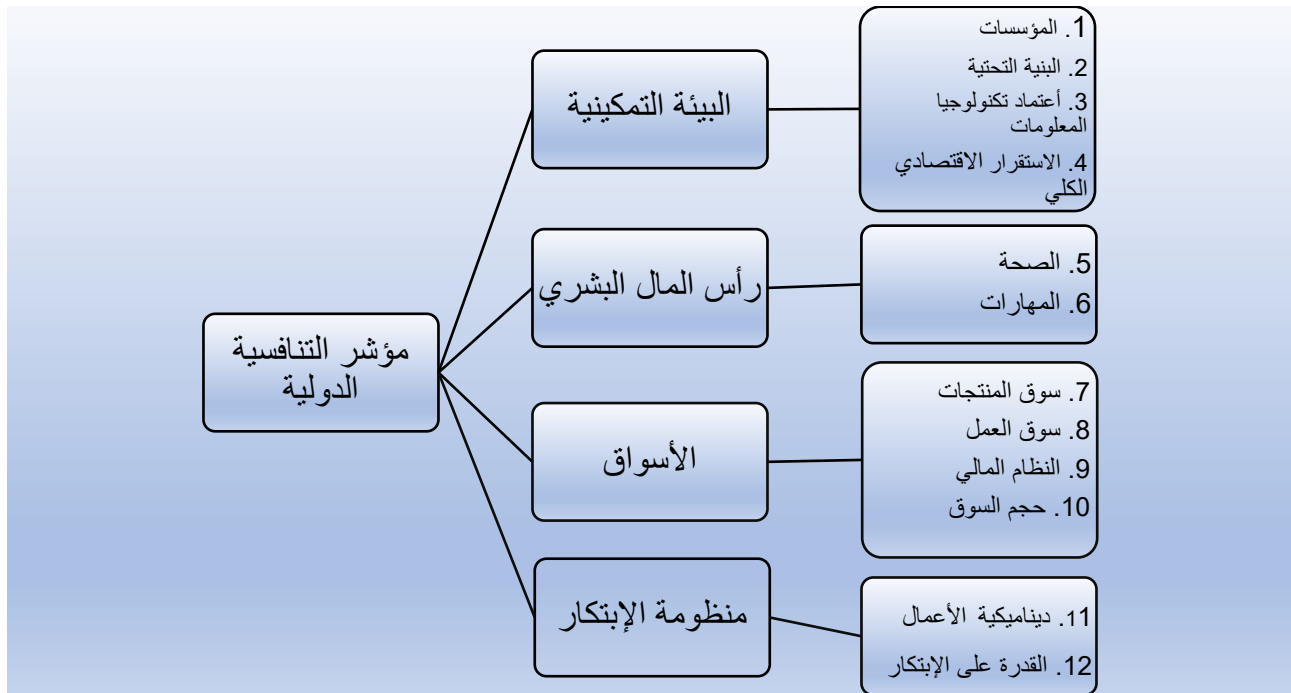 مؤشر التنافسية
الدولية
البيئة التمكينية
1. المؤسسات
2. البنية التحتية
3. أعتماد تكنولوجيا
المعلومات
4. الاستقرار الاقتصادي
الكلي
رأس المال البشري
5. الصحة
6. المهارات
الأسواق
7. سوق المنتجات
8. سوق العمل
9. النظام المالي
10. حجم السوق
منظومة الإبتكار
11. ديناميكية الأعمال
12. القدرة على الإبتكار